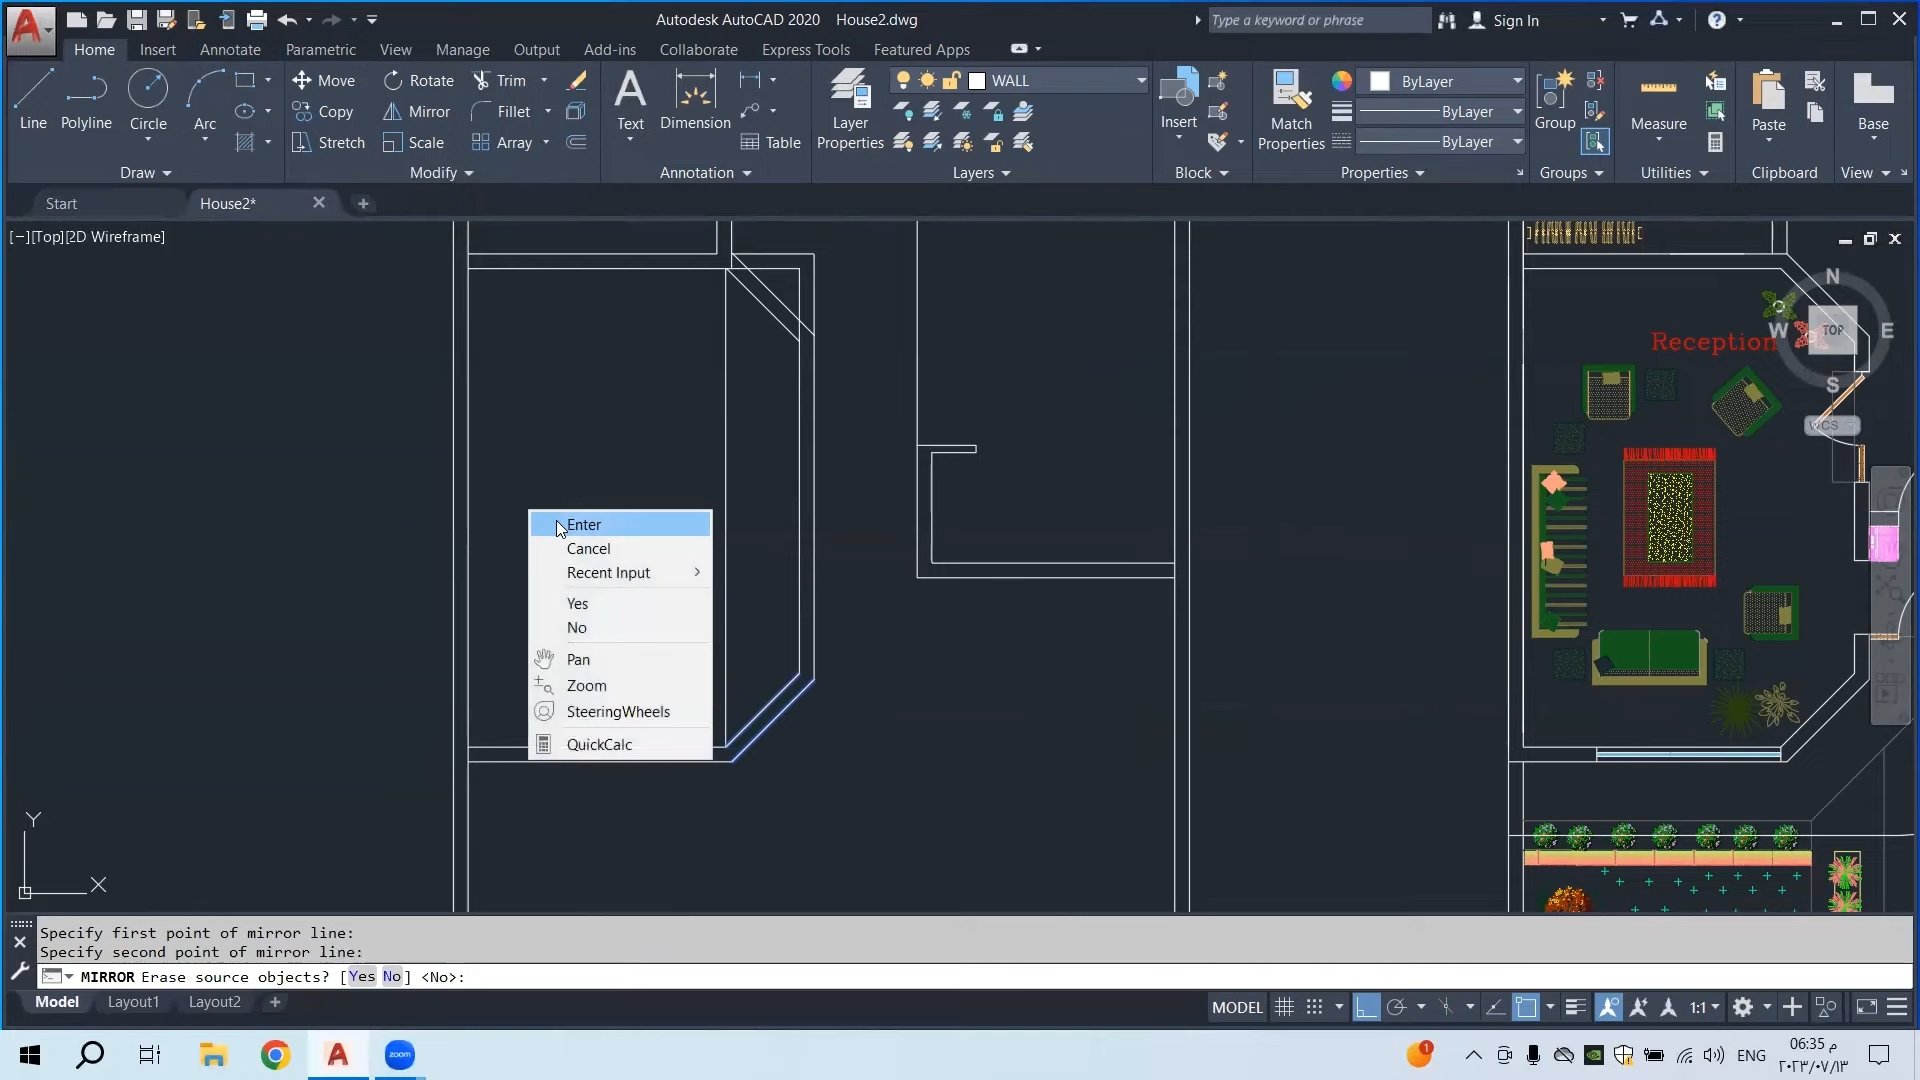 Autodesk AutoCAD 2020 House2.dwg
Type a keyword or phrase
Sign In
Home Insert Annotate Parametric View Manage Output Add-ins Collaborate Express Tools Featured Apps
Line
Polyline
Circle
Arc
Move
Rotate
Trim
Copy
Mirror
Fillet
Stretch
Scale
Array
Text
Dimension
Table
Layer
Properties
WALL
Insert
Match
Properties
ByLayer
ByLayer
ByLayer
Group
Measure
Paste
Base
Draw
Modify
Annotation
Layers
Block
Properties
Groups
Utilities
Clipboard
View
Start
House2*
[−][Top][2D Wireframe]
N
W
TOP
E
S
WCS
Reception
Enter
Cancel
Recent Input
Yes
No
Pan
Zoom
SteeringWheels
QuickCalc
Y
X
Specify first point of mirror line:
Specify second point of mirror line:
MIRROR Erase source objects? [Yes No] <No>:
Model Layout1 Layout2
MODEL
1:1
zoom
1
ENG
06:35 م
٢٠٢٣/٠٧/١٣